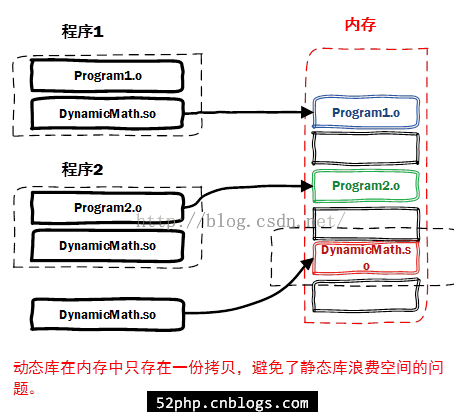 程序1
Program1.o
DynamicMath.so
程序2
Program2.o
DynamicMath.so
DynamicMath.so
内存
Program1.o
Program2.o
DynamicMath.s
o
http://blog.csdn.net/
动态库在内存中只存在一份拷贝，避免了静态库浪费空间的问
题。
52php.cnblogs.com